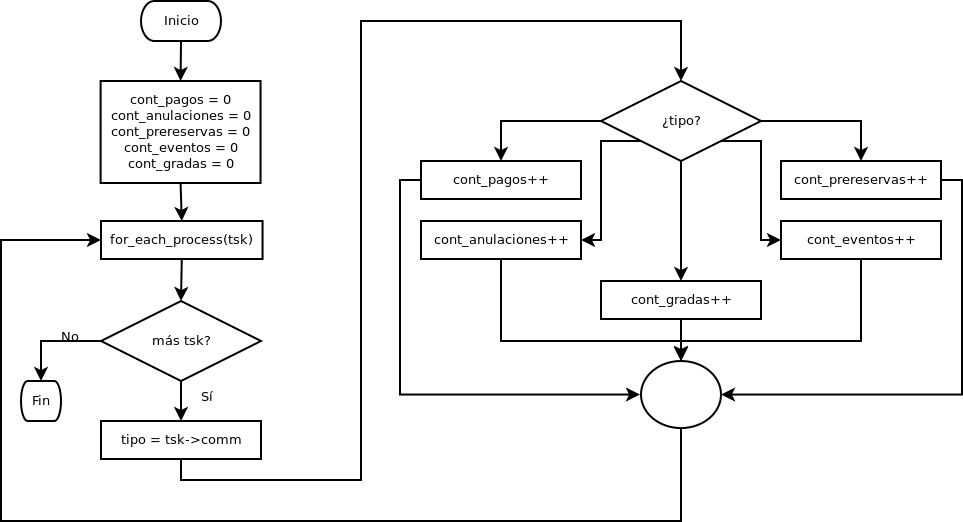 Inicio
cont_pagos = 0
cont_anulaciones = 0
cont_prereservas = 0
cont_eventos = 0
cont_gradas = 0
for_each_process(tsk)
más tsk?
No
Fin
Sí
tipo = tsk->comm
¿tipo?
cont_pagos++
cont_prereservas++
cont_anulaciones++
cont_eventos++
cont_gradas++